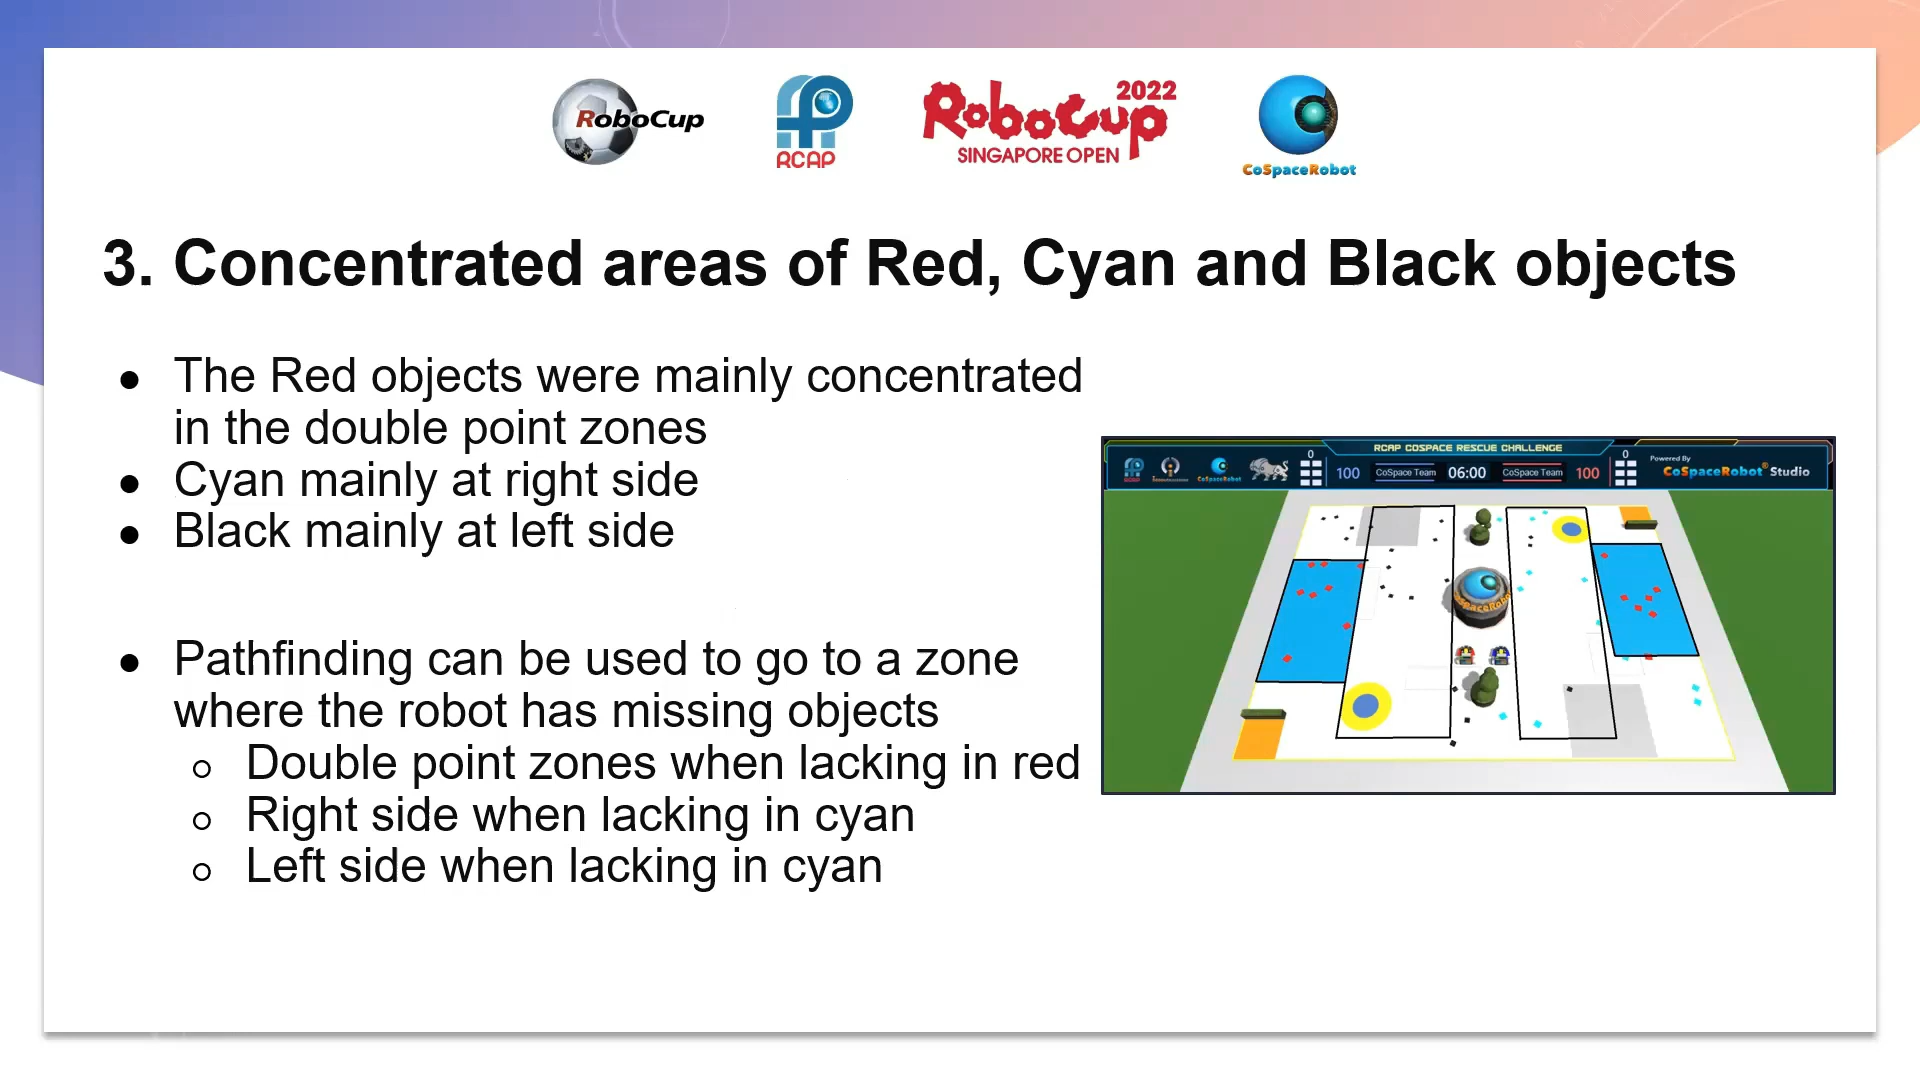 RoboCup
RCAP
RoboCup 2022
SINGAPORE OPEN
CoSpaceRobot
3. Concentrated areas of Red, Cyan and Black objects
● The Red objects were mainly concentrated
in the double point zones
● Cyan mainly at right side
● Black mainly at left side
● Pathfinding can be used to go to a zone
where the robot has missing objects
○ Double point zones when lacking in red
○ Right side when lacking in cyan
○ Left side when lacking in cyan
RCAP COSPACE RESCUE CHALLENGE
CoSpaceRobot
0 100 CoSpace Team 06:00 CoSpace Team 100 0
Powered By
CoSpaceRobot® Studio